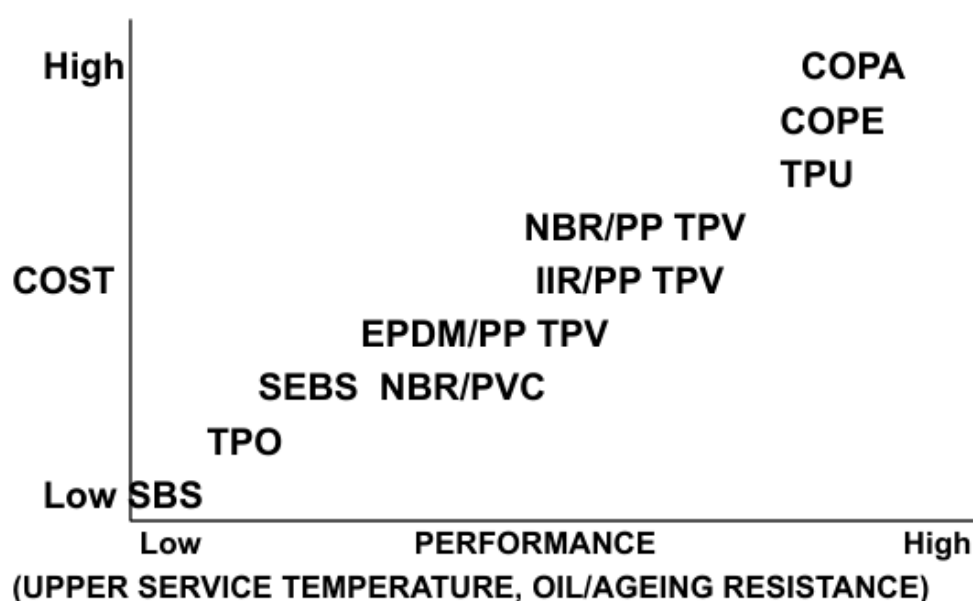 High COPA
COPE
TPU
NBR/PP TPV
COST IIR/PP TPV
EPDM/PP TPV
SEBS NBR/PVC
TPO
Low SBS
Low PERFORMANCE High
(UPPER SERVICE TEMPERATURE, OIL/AGEING RESISTANCE)